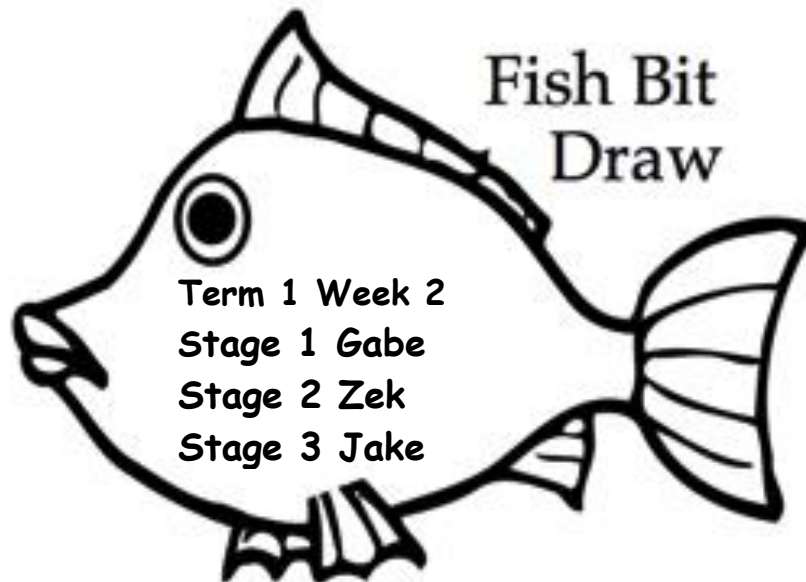 Fish Bit
Draw
Term 1 Week 2
Stage 1 Gabe
Stage 2 Zek
Stage 3 Jake